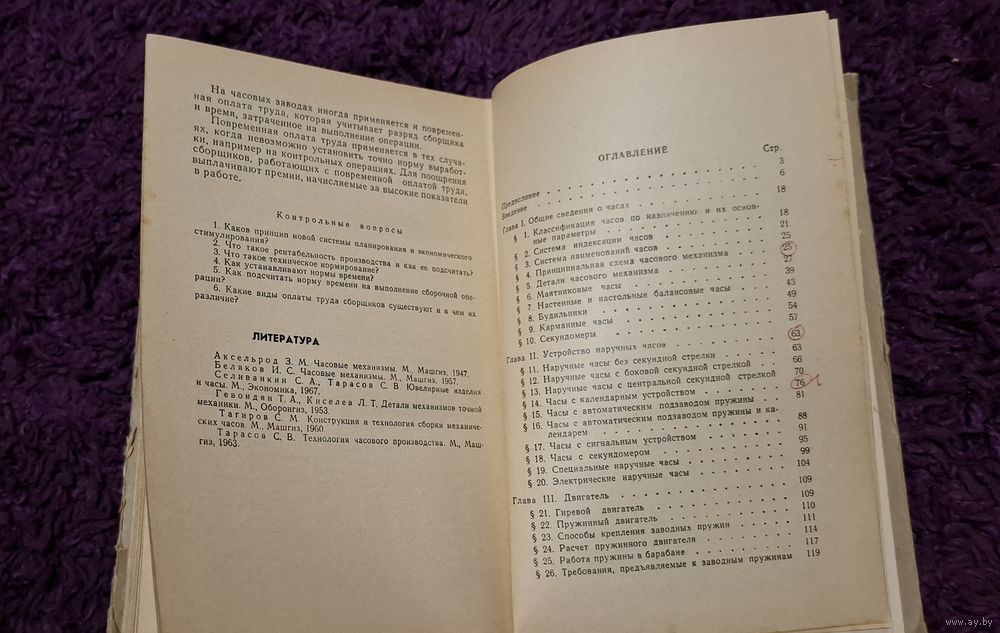 На часовых заводах иногда применяется и повремен-
ная оплата труда, которая учитывает разряд сборщика
и время, затраченное на выполнение операции.
Повременная оплата труда применяется в тех случа-
ях, когда невозможно установить точно норму выработ-
ки, например на контрольных операциях. Для поощрения
сборщиков, работающих с повременной оплатой труда,
выплачивают премии, начисляемые за высокие показатели
в работе.
Контрольные вопросы
1. Каков принцип новой системы планирования и экономического
стимулирования?
2. Что такое рентабельность производства и как ее подсчитать?
3. Что такое техническое нормирование?
4. Как устанавливают нормы времени?
5. Как подсчитать норму времени на выполнение сборочной опе-
рации?
6. Какие виды оплаты труда сборщиков существуют и в чем их
различие?
ЛИТЕРАТУРА
Аксельрод З. М. Часовые механизмы. М., Машгиз, 1947.
Беляков И. С. Часовые механизмы. М., Машгиз, 1957.
Селиванкин С. А., Тарасов С. В. Ювелирные изделия
и часы. М., Экономика, 1967.
Гевондян Т. А., Киселев Л. Т. Детали механизмов точной
механики. М., Оборонгиз, 1953.
Тагиров С. М. Конструкция и технология сборки механиче-
ских часов. М., Машгиз, 1960.
Тарасов С. В. Технология часового производства. М., Маш-
гиз, 1963.
ОГЛАВЛЕНИЕ
Стр.
Предисловие . . . 3
Введение . . . 6
Глава I. Общие сведения о часах . . . 18
§ 1. Классификация часов по назначению и их основ-
ные параметры . . . 18
§ 2. Система индексации часов . . . 21
§ 3. Система наименований часов . . . 25
§ 4. Принципиальная схема часового механизма . . . 25
§ 5. Детали часового механизма . . . 27
§ 6. Маятниковые часы . . . 39
§ 7. Настенные и настольные балансовые часы . . . 43
§ 8. Будильники . . . 49
§ 9. Карманные часы . . . 54
§ 10. Секундомеры . . . 57
Глава II. Устройство наручных часов . . . 63
§ 11. Наручные часы без секундной стрелки . . . 63
§ 12. Наручные часы с боковой секундной стрелкой . . . 66
§ 13. Наручные часы с центральной секундной стрелкой 70
§ 14. Часы с календарным устройством . . . 76
§ 15. Часы с автоматическим подзаводом пружины . . . 81
§ 16. Часы с автоматическим подзаводом пружины и ка-
лендарем . . . 88
§ 17. Часы с сигнальным устройством . . . 91
§ 18. Часы с секундомером . . . 95
§ 19. Специальные наручные часы . . . 99
§ 20. Электрические наручные часы . . . 104
Глава III. Двигатель . . . 109
§ 21. Гиревой двигатель . . . 109
§ 22. Пружинный двигатель . . . 110
§ 23. Способы крепления заводных пружин . . . 111
§ 24. Расчет пружинного двигателя . . . 114
§ 25. Работа пружины в барабане . . . 117
§ 26. Требования, предъявляемые к заводным пружинам 119
www.ay.by